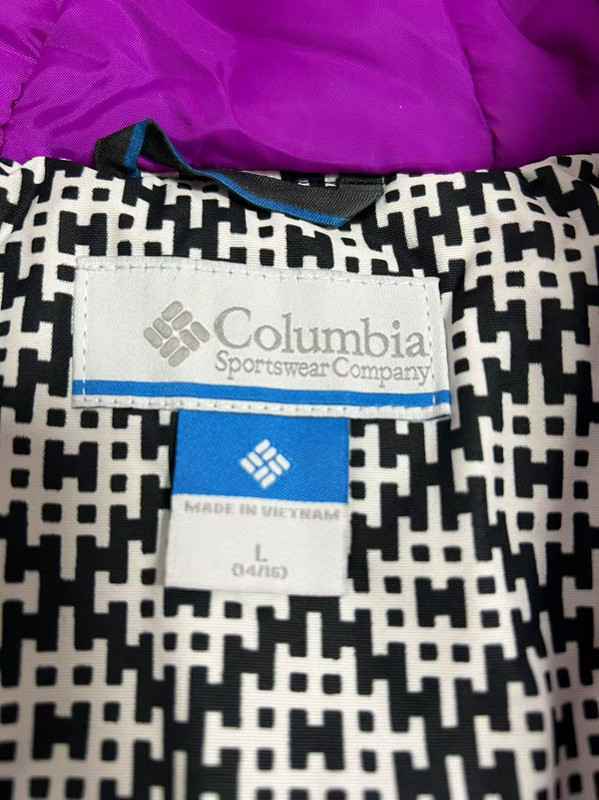 Columbia
Sportswear Company
MADE IN VIETNAM
L
(14/16)